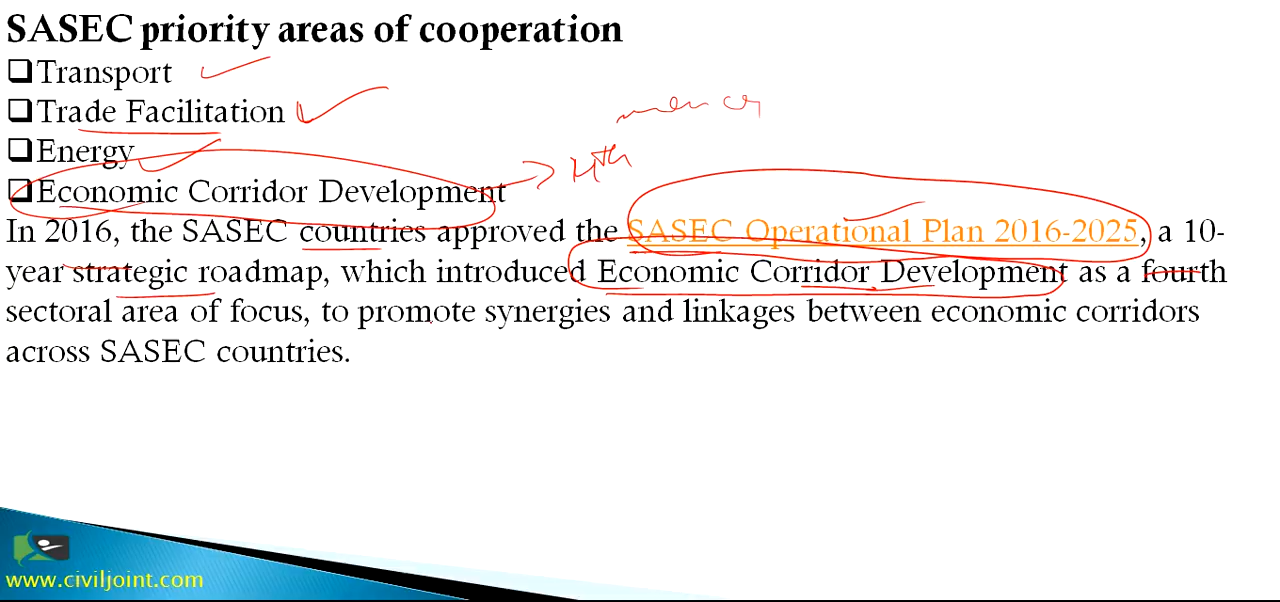 SASEC priority areas of cooperation
❑Transport
❑Trade Facilitation
❑Energy
❑Economic Corridor Development
4th
In 2016, the SASEC countries approved the SASEC Operational Plan 2016-2025, a 10-
year strategic roadmap, which introduced Economic Corridor Development as a fourth
sectoral area of focus, to promote synergies and linkages between economic corridors
across SASEC countries.
www.civiljoint.com